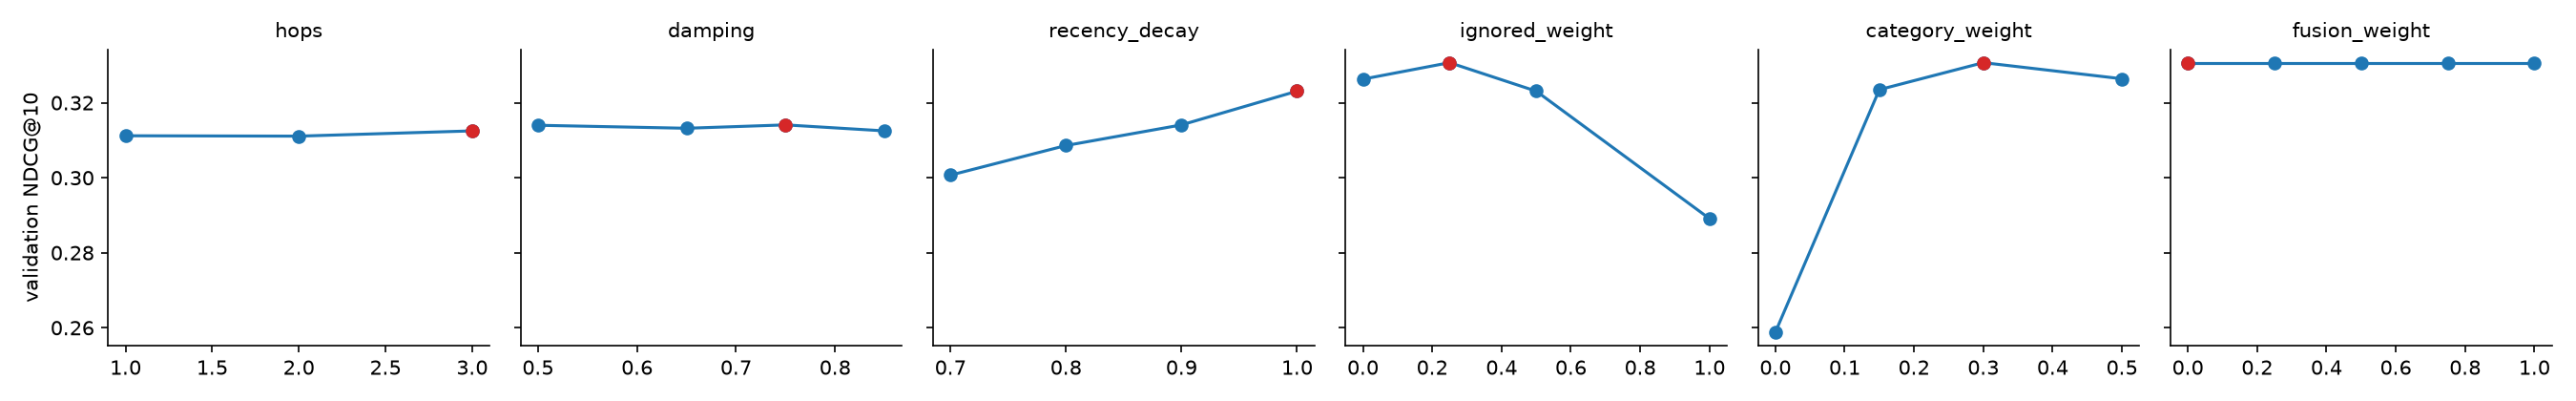 hops
damping
recency_decay
ignored_weight
category_weight
fusion_weight
validation NDCG@10
0.32
0.30
0.28
0.26
1.0 1.5 2.0 2.5 3.0
0.5 0.6 0.7 0.8
0.7 0.8 0.9 1.0
0.0 0.2 0.4 0.6 0.8 1.0
0.0 0.1 0.2 0.3 0.4 0.5
0.0 0.2 0.4 0.6 0.8 1.0